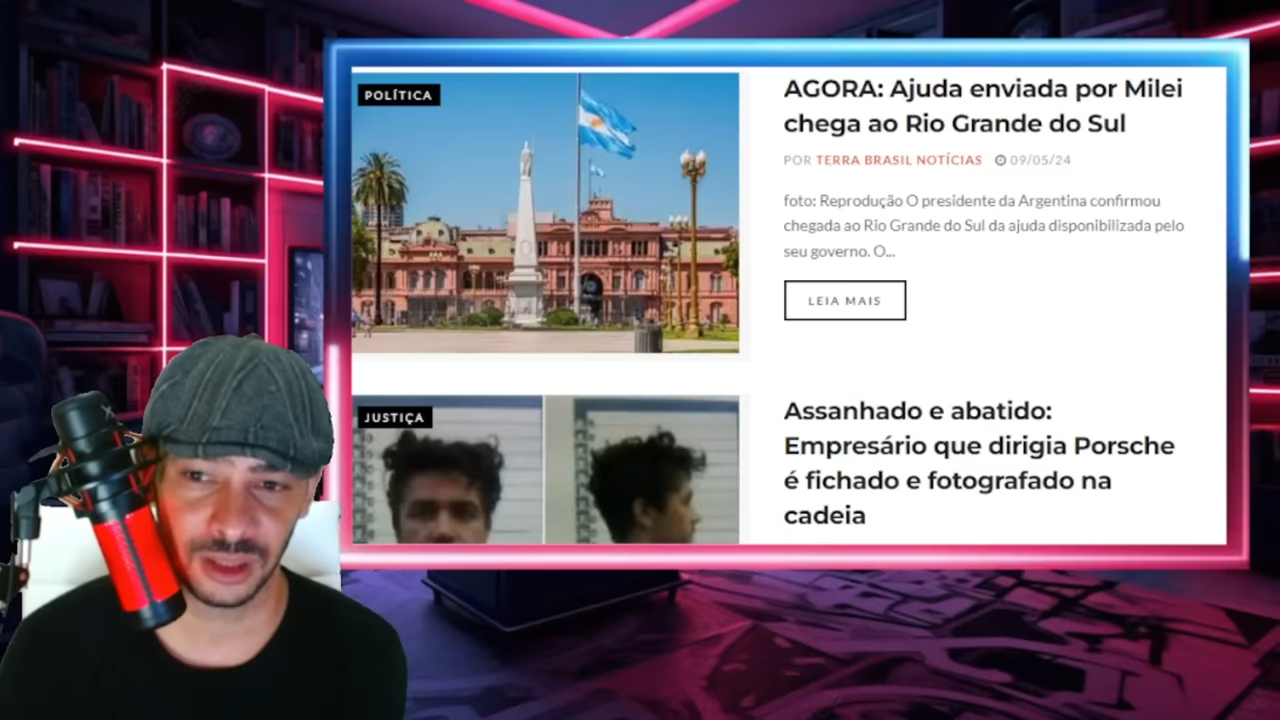 POLÍTICA
AGORA: Ajuda enviada por Milei
chega ao Rio Grande do Sul
POR TERRA BRASIL NOTÍCIAS 09/05/24
foto: Reprodução O presidente da Argentina confirmou
chegada ao Rio Grande do Sul da ajuda disponibilizada pelo
seu governo. O...
LEIA MAIS
JUSTIÇA
Assanhado e abatido:
Empresário que dirigia Porsche
é fichado e fotografado na
cadeia